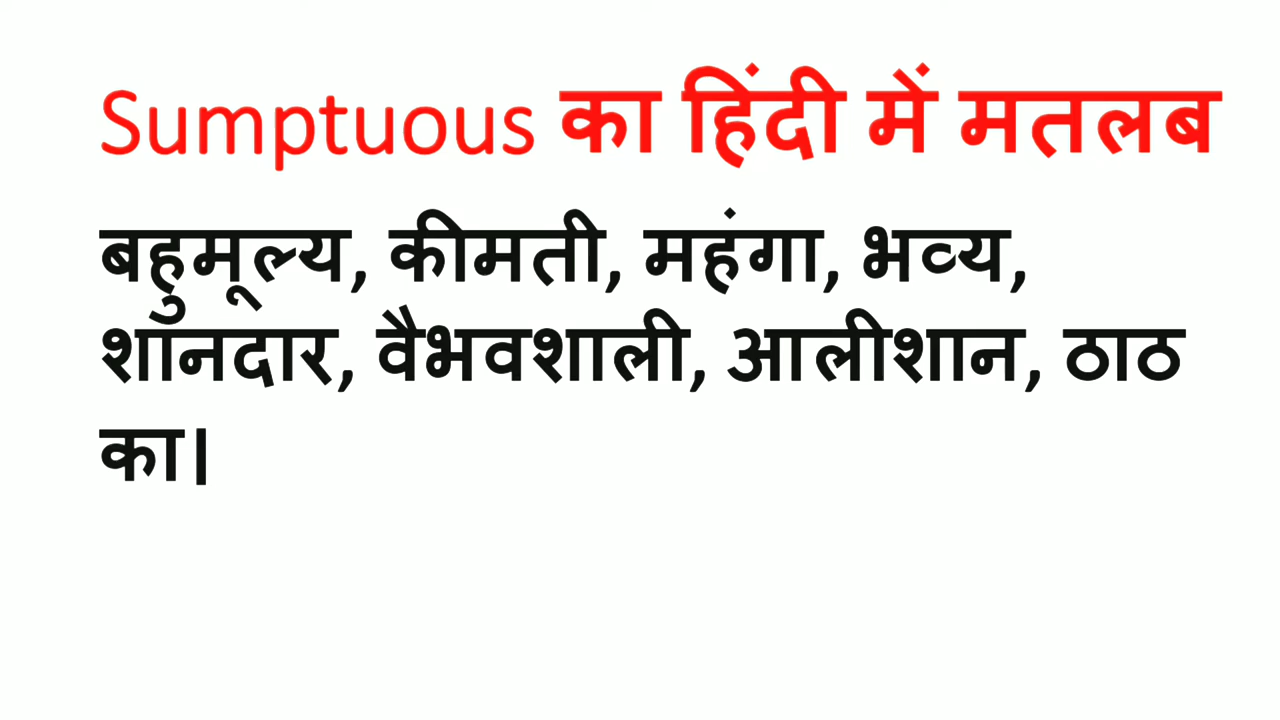 Sumptuous का हिंदी में मतलब
बहुमूल्य, कीमती, महंगा, भव्य,
शानदार, वैभवशाली, आलीशान, ठाठ
का।